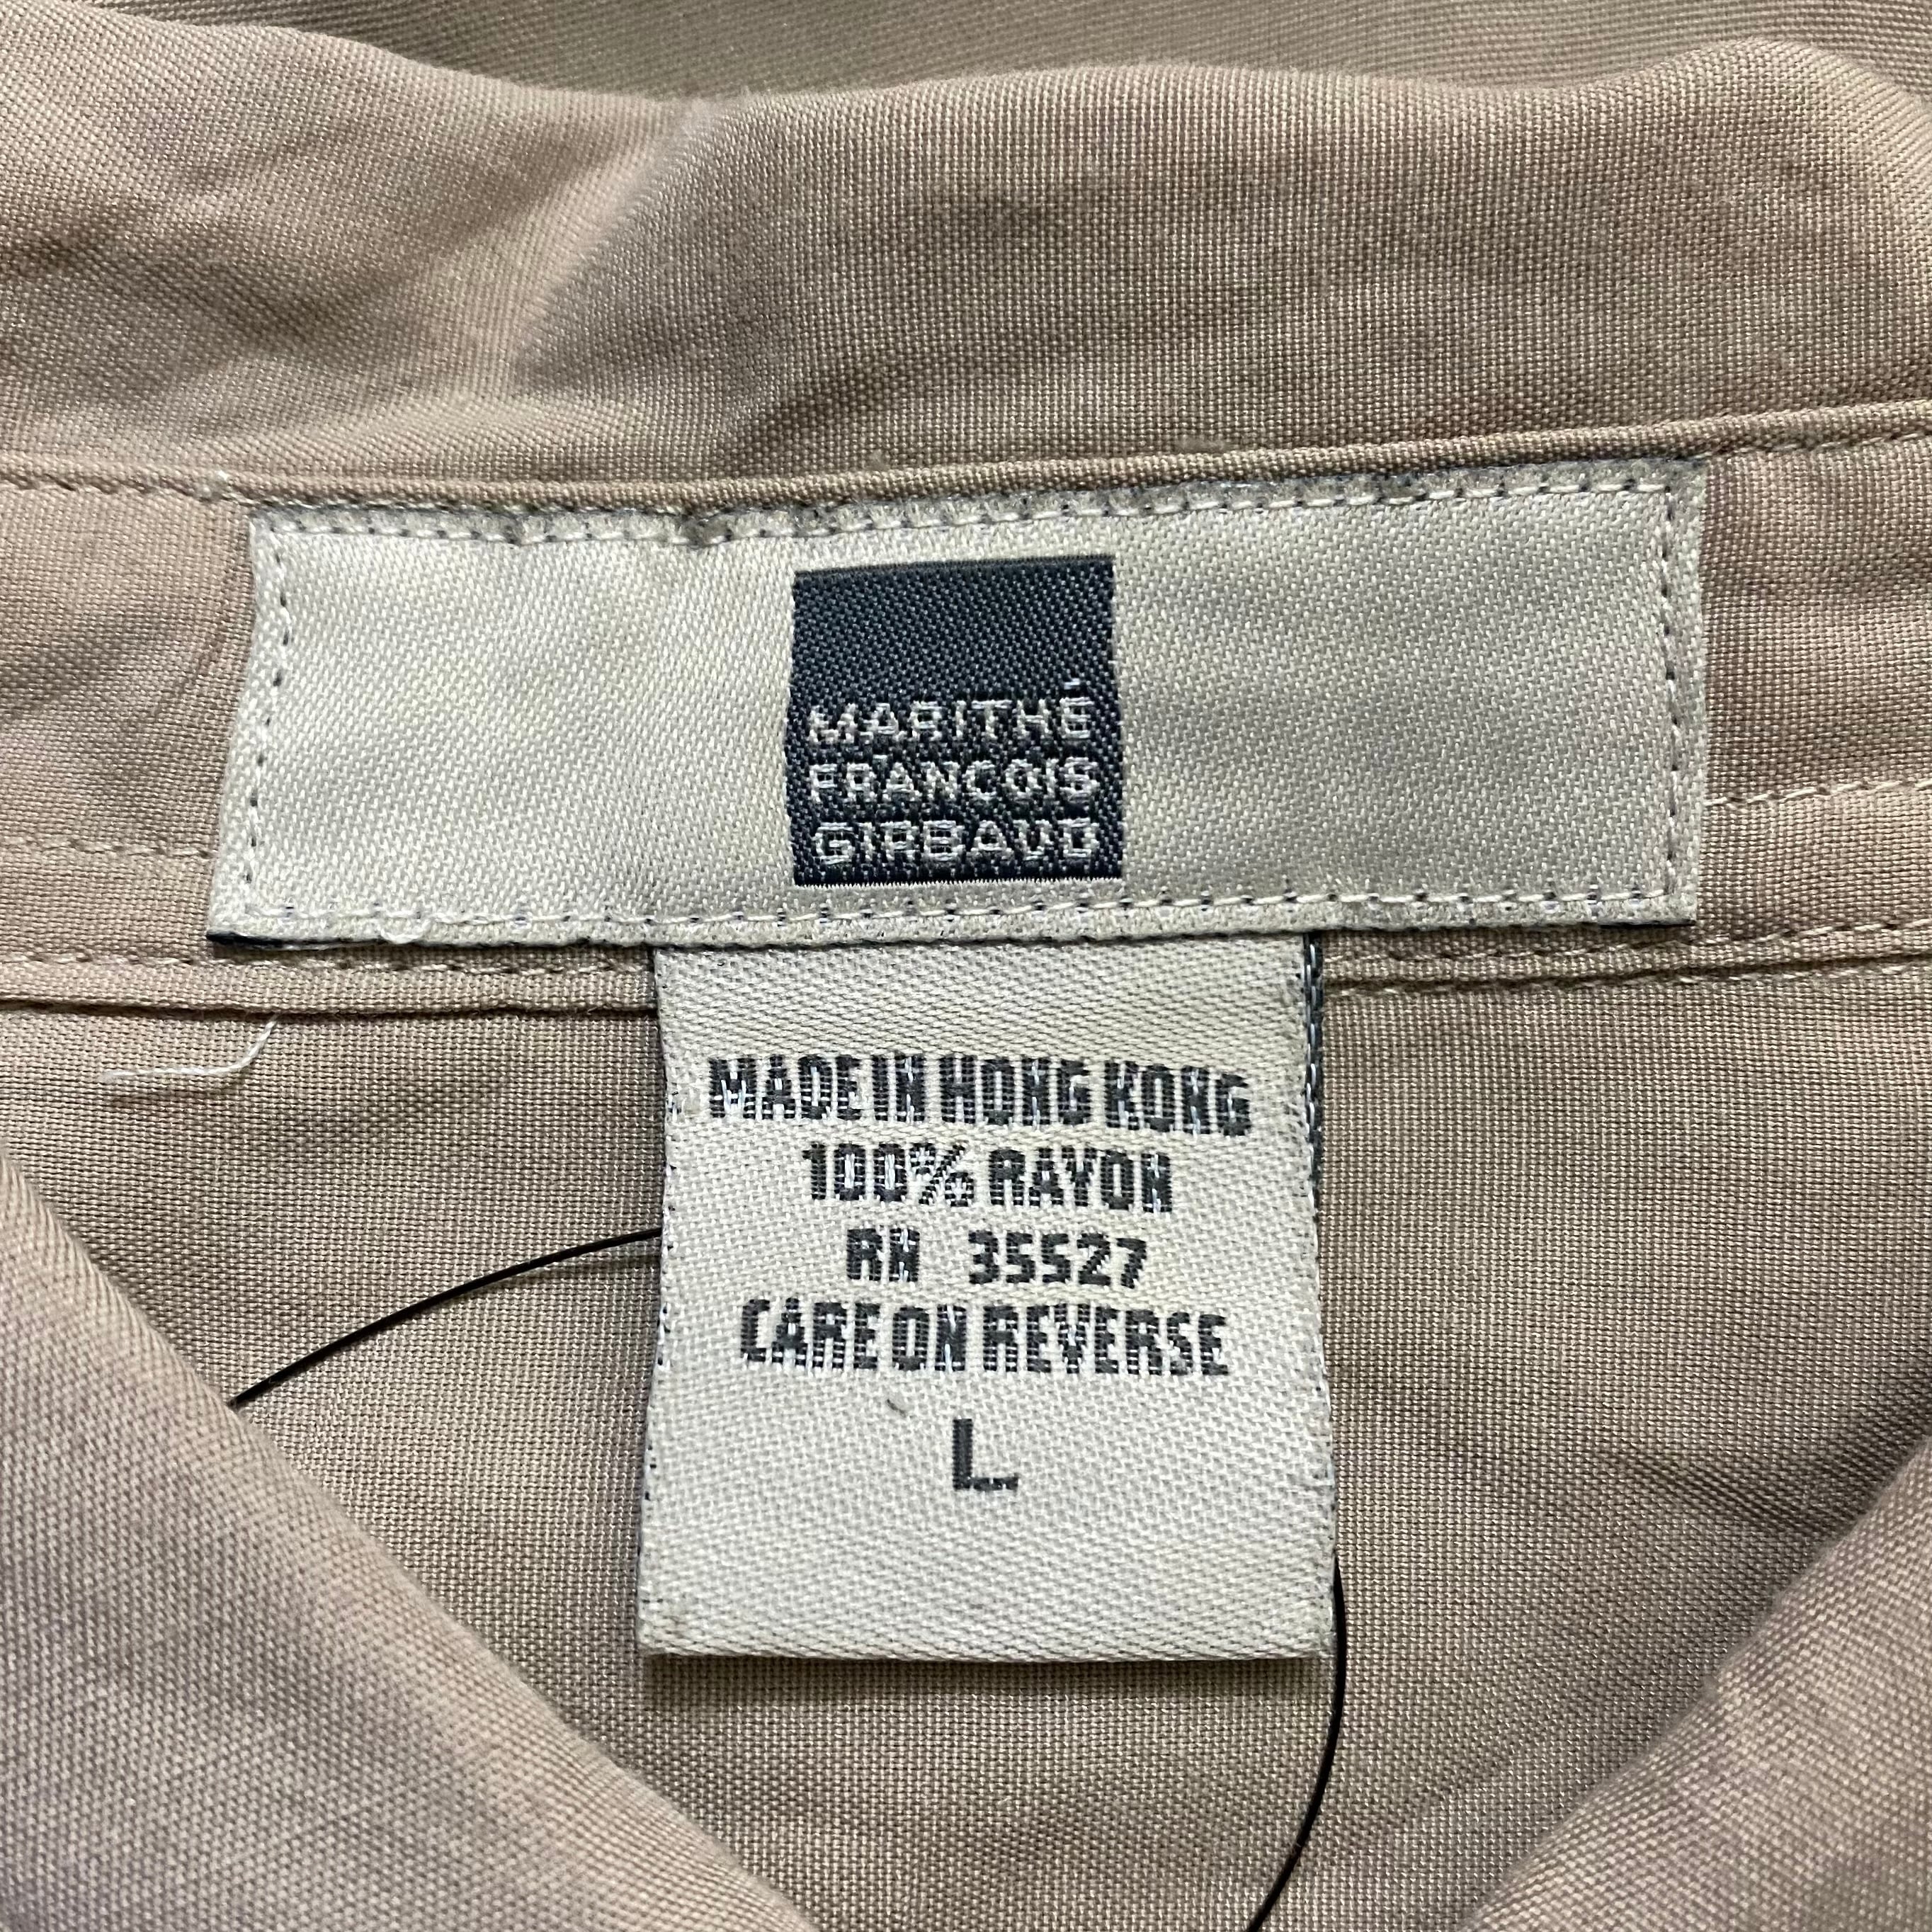 MARITHÉ
FRANCOIS
GIRBAUD
MADE IN HONG KONG
100% RAYON
RN 35527
CARE ON REVERSE
L